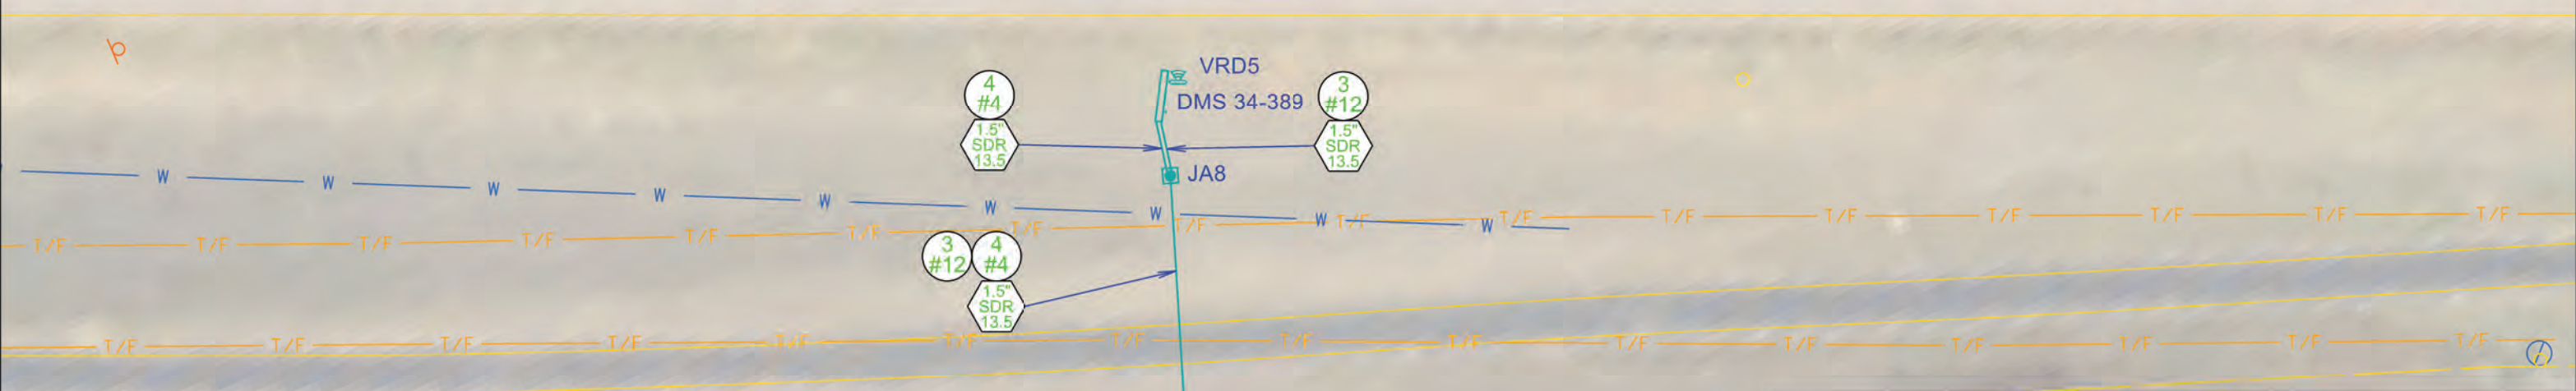 VRD5
4
#4
3
#12
DMS 34-389
1.5"
SDR
13.5
1.5"
SDR
13.5
JA8
W W W W W W W W W
T/F T/F T/F T/F T/F T/F T/F T/F T/F T/F T/F T/F T/F T/F T/F T/F
3
#12
4
#4
1.5"
SDR
13.5
T/F T/F T/F T/F T/F T/F T/F T/F T/F T/F T/F T/F T/F T/F T/F